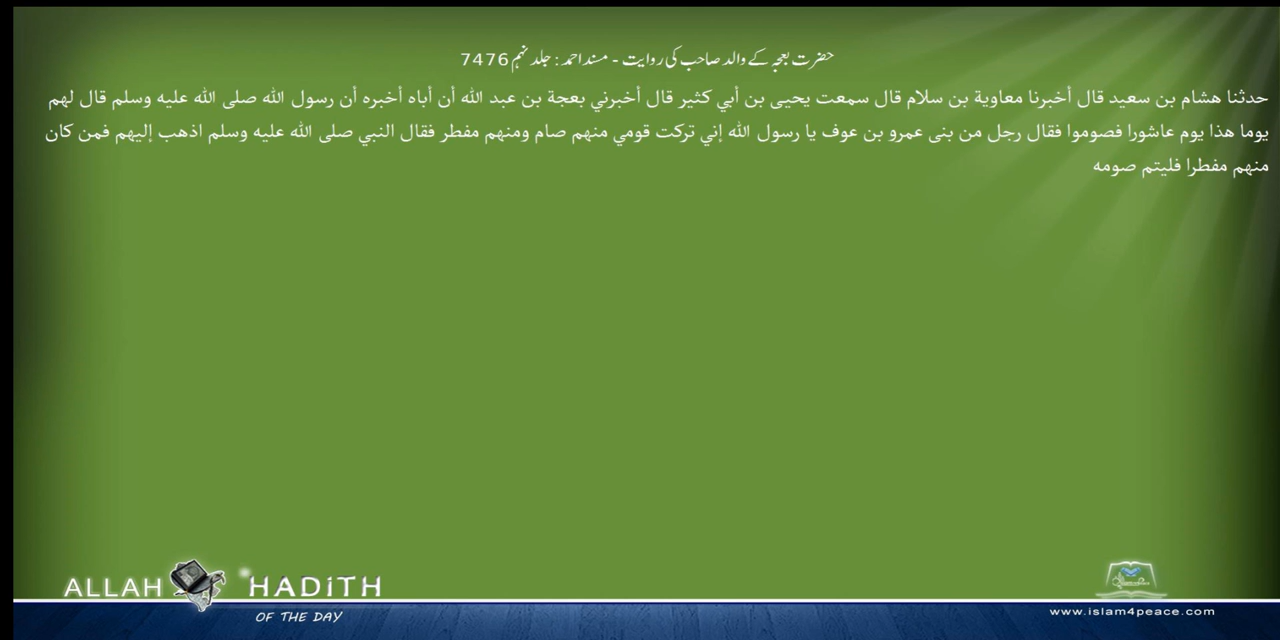 حضرت بعجہ کے والد صاحب کی روایت - مسند احمد : جلد نہم 7476
حدثنا هشام بن سعيد قال أخبرنا معاوية بن سلام قال سمعت يحيى بن أبي كثير قال أخبرني بعجة بن عبد الله أن أباه أخبره أن رسول الله صلى الله عليه وسلم قال لهم
يوما هذا يوم عاشورا فصوموا فقال رجل من بنى عمرو بن عوف يا رسول الله إني تركت قومي منهم صام ومنهم مفطر فقال النبي صلى الله عليه وسلم اذهب إليهم فمن كان
منهم مفطرا فليتم صومه
ALLAH HADITH
OF THE DAY
www.islam4peace.com